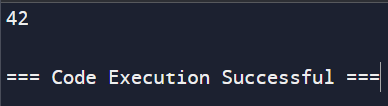 42
=== Code Execution Successful ===